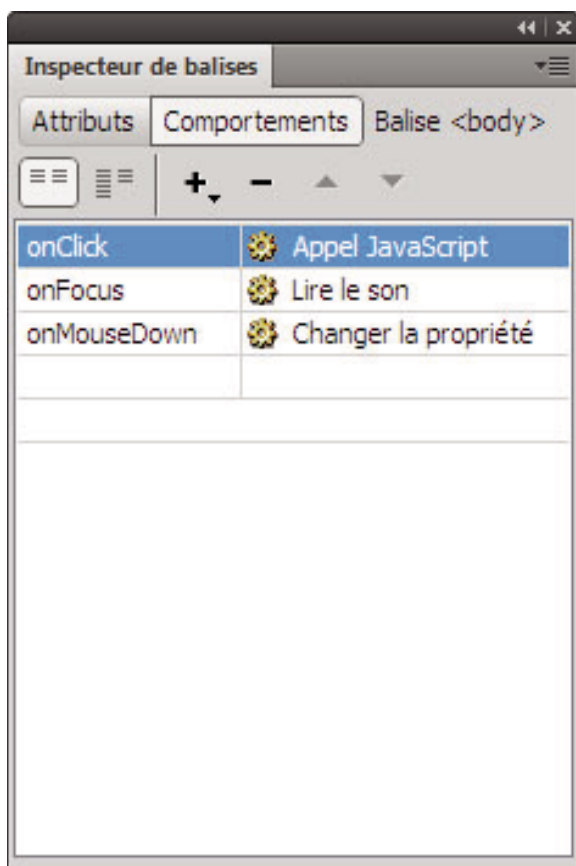 Inspecteur de balises
Attributs Comportements Balise <body>
onClick Appel JavaScript
onFocus Lire le son
onMouseDown Changer la propriété